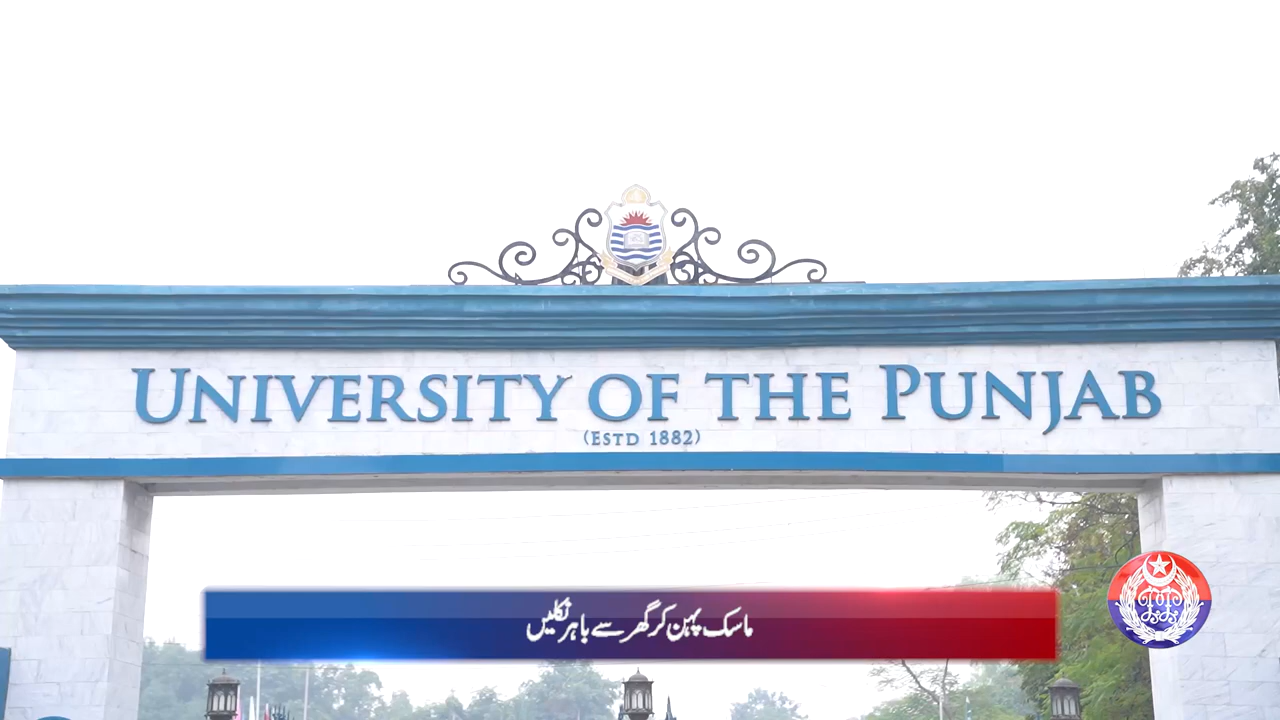 UNIVERSITY OF THE PUNJAB
(ESTD 1882)
ماسک پہن کر گھر سے باہر نکلیں